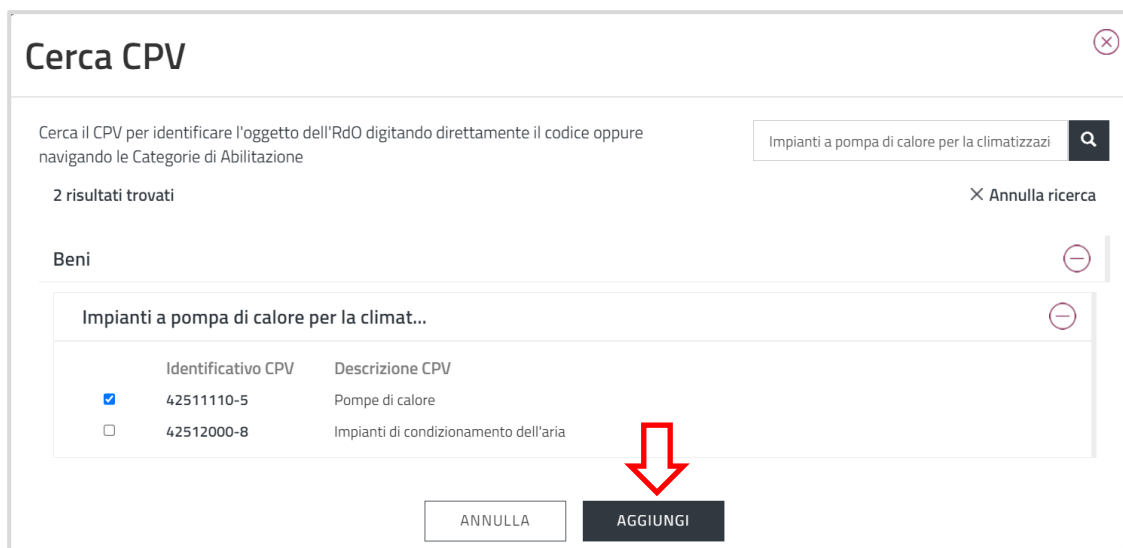 Cerca CPV
Cerca il CPV per identificare l'oggetto dell'RdO digitando direttamente il codice oppure
navigando le Categorie di Abilitazione
Impianti a pompa di calore per la climatizzazi
2 risultati trovati
Annulla ricerca
Beni
Impianti a pompa di calore per la climat...
Identificativo CPV Descrizione CPV
42511110-5 Pompe di calore
42512000-8 Impianti di condizionamento dell'aria
ANNULLA AGGIUNGI